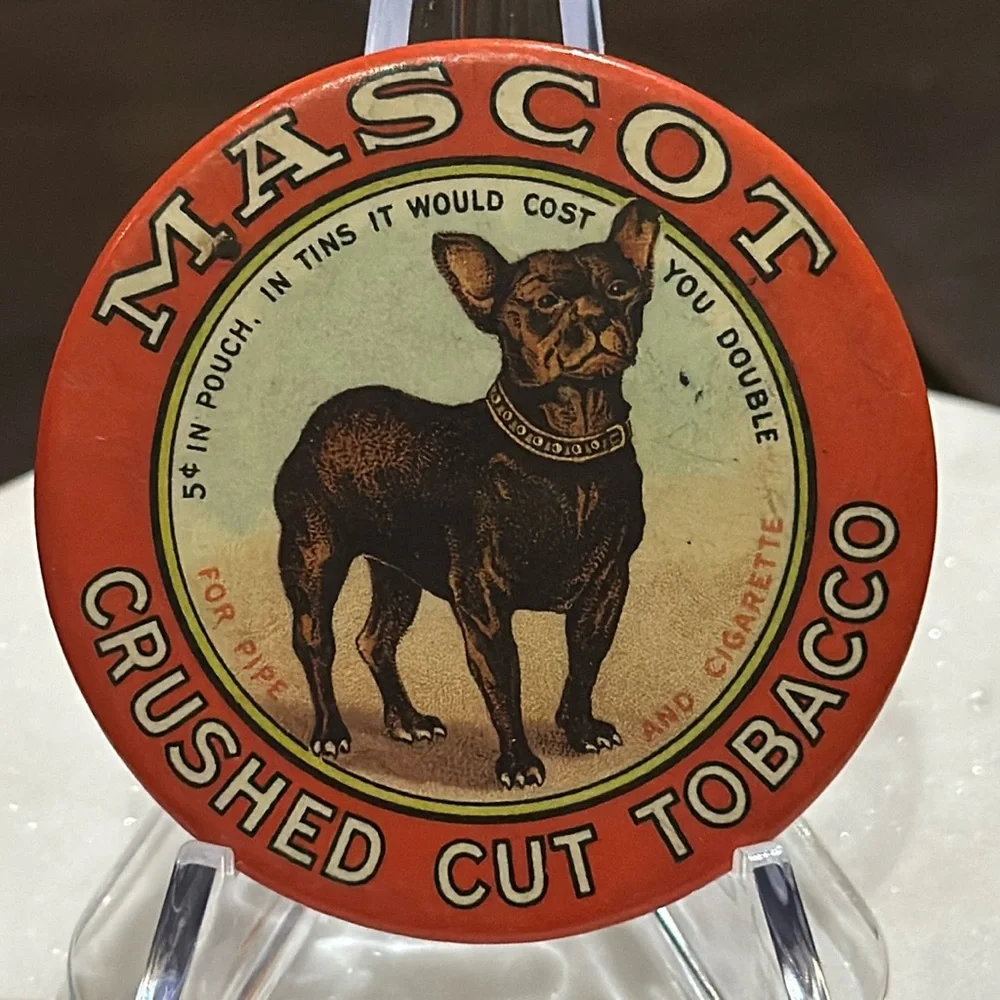 MASCOT
5¢ IN POUCH, IN TINS IT WOULD COST YOU DOUBLE
FOR PIPE AND CIGARETTE
CRUSHED CUT TOBACCO